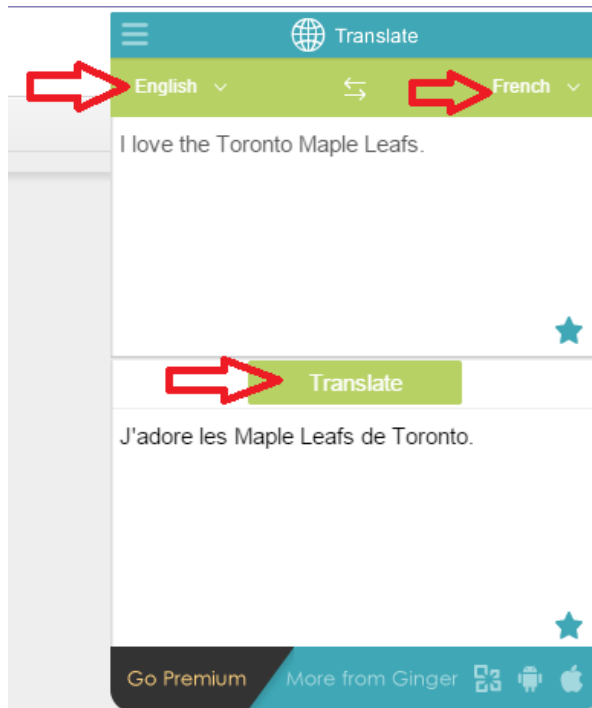 Translate
English French
I love the Toronto Maple Leafs.
Translate
J'adore les Maple Leafs de Toronto.
Go Premium More from Ginger